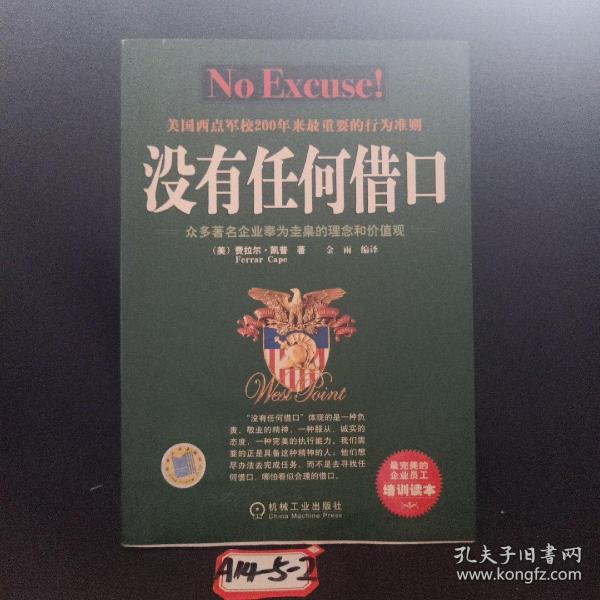 No Excuse!
美国西点军校200年来最重要的行为准则
没有任何借口
众多著名企业奉为圭臬的理念和价值观
（美）费拉尔·凯普 著 金雨 编译
Ferrar Cape
West Point
“没有任何借口”体现的是一种负
责、敬业的精神，一种服从、诚实的
态度，一种完美的执行能力。我们需
要的正是具备这种精神的人：他们想
尽办法去完成任务，而不是去寻找任
何借口，哪怕看似合理的借口。
最完美的
企业员工
培训读本
机械工业出版社
China Machine Press
A14-5-2
孔夫子旧书网
www.kongfz.com